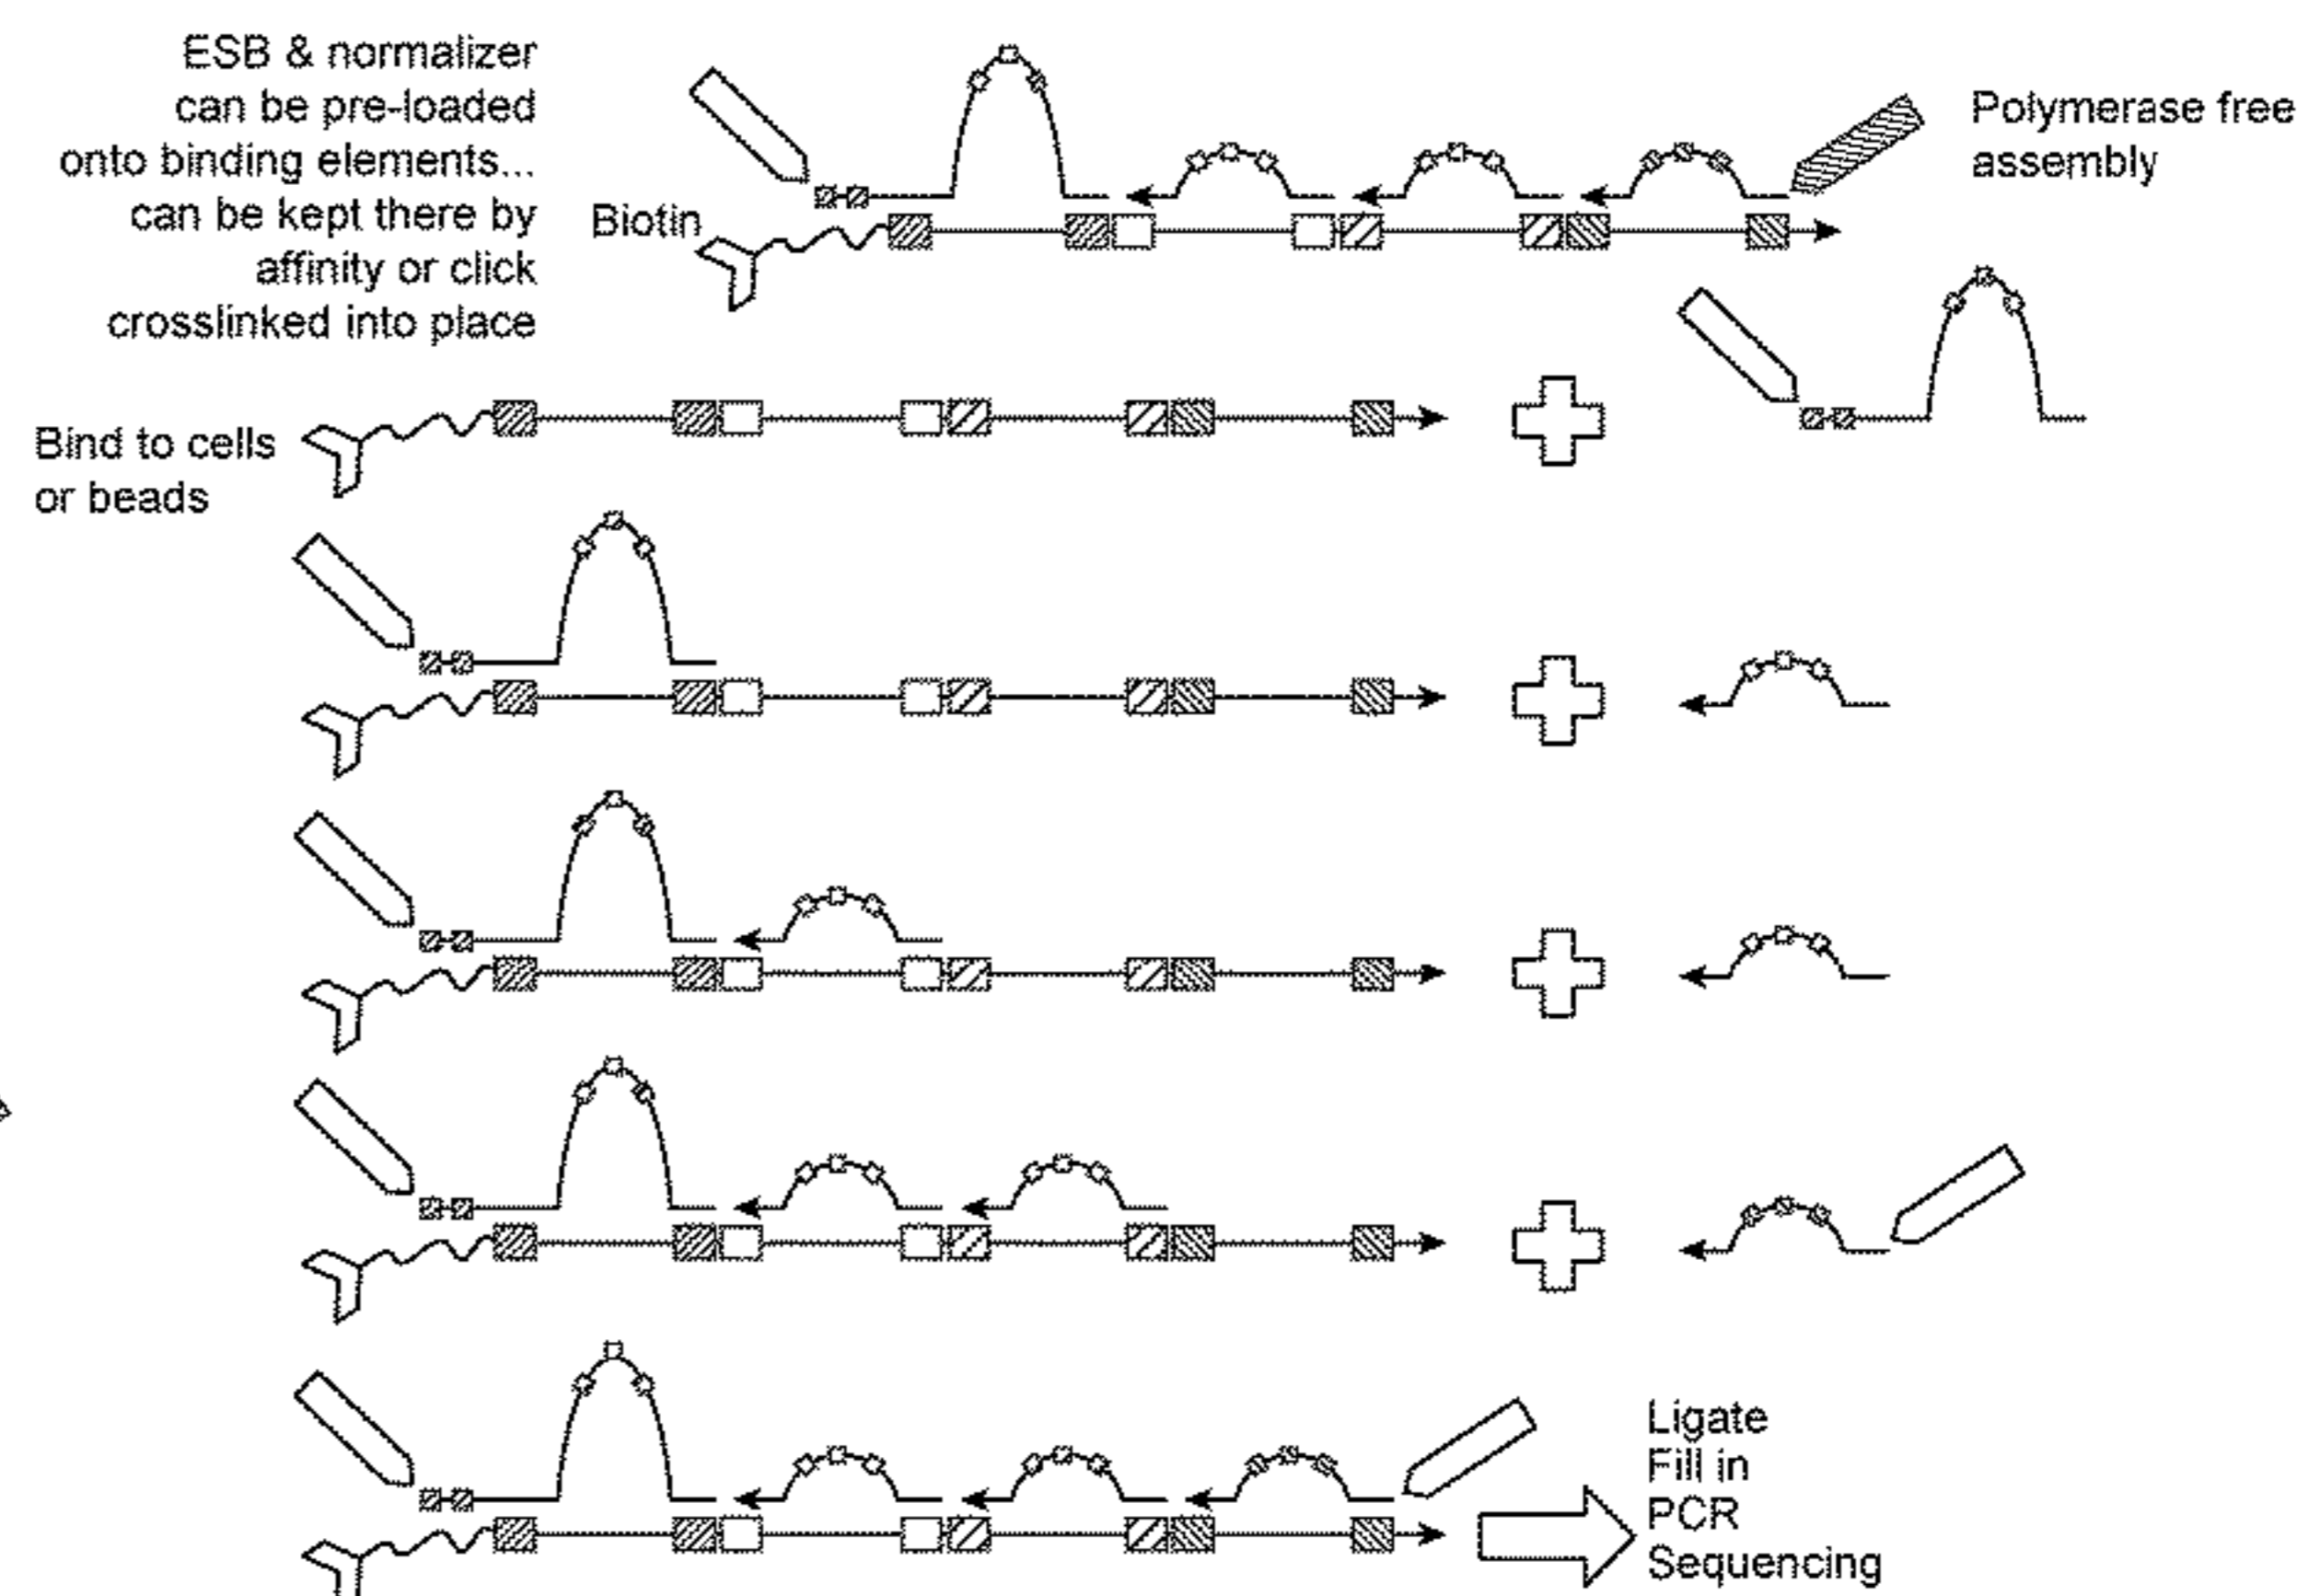 ESB & normalizer
can be pre-loaded
onto binding elements...
can be kept there by
affinity or click
crosslinked into place
Biotin
Polymerase free
assembly
Bind to cells
or beads
Ligate
Fill in
PCR
Sequencing